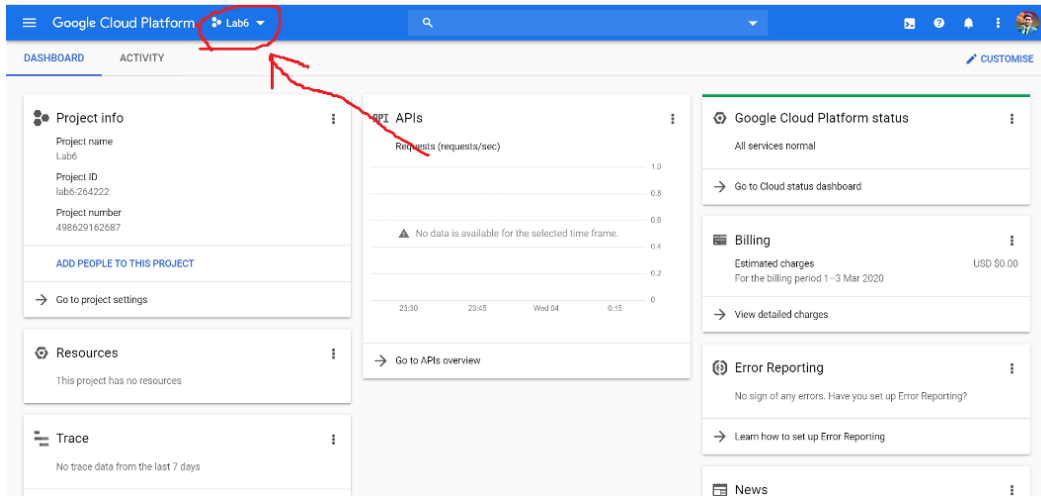 Google Cloud Platform Lab6
DASHBOARD ACTIVITY CUSTOMISE
Project info
Project name
Lab6
Project ID
lab6-264222
Project number
498629162687
ADD PEOPLE TO THIS PROJECT
Go to project settings
Resources
This project has no resources
Trace
No trace data from the last 7 days
API APIs
Requests (requests/sec)
1.0
0.8
0.6
No data is available for the selected time frame.
0.4
0.2
0
23:30 23:45 Wed 04 0:15
Go to APIs overview
Google Cloud Platform status
All services normal
Go to Cloud status dashboard
Billing
Estimated charges USD $0.00
For the billing period 1–3 Mar 2020
View detailed charges
Error Reporting
No sign of any errors. Have you set up Error Reporting?
Learn how to set up Error Reporting
News